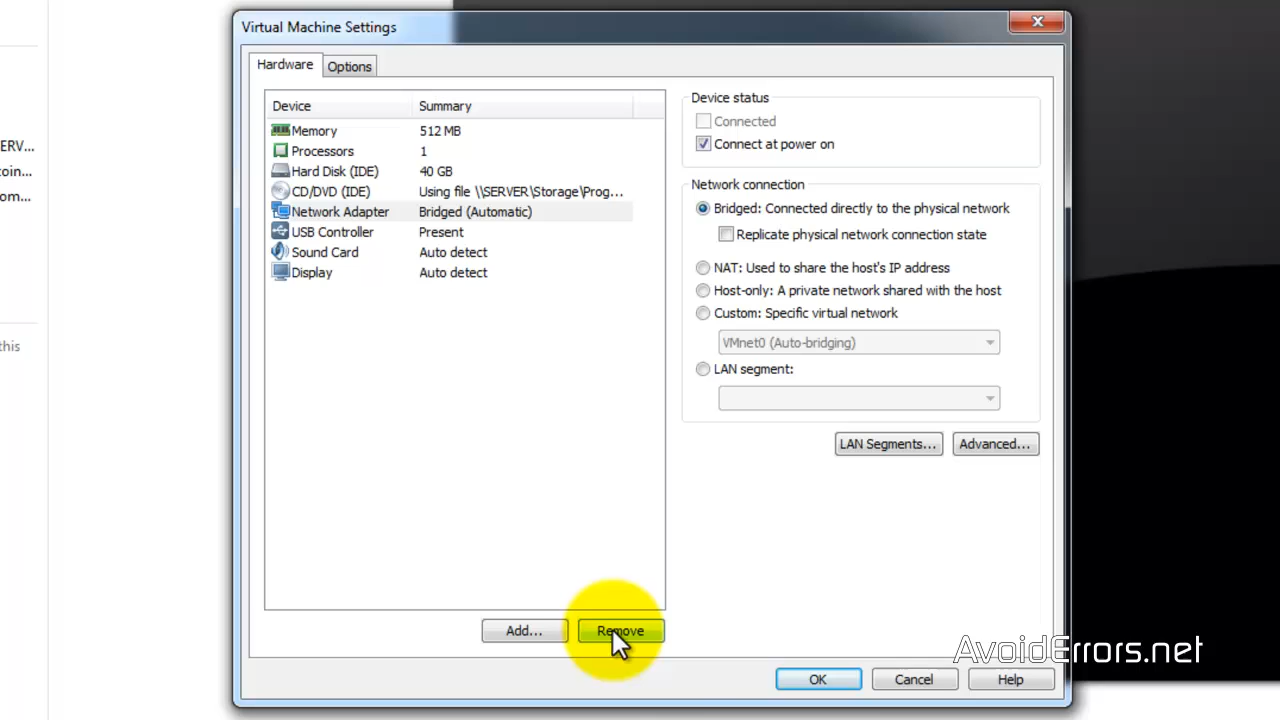 Virtual Machine Settings
Hardware
Options
Device Summary
Memory 512 MB
Processors 1
Hard Disk (IDE) 40 GB
CD/DVD (IDE) Using file \\SERVER\Storage\Prog...
Network Adapter Bridged (Automatic)
USB Controller Present
Sound Card Auto detect
Display Auto detect
Add...
Remove
Device status
Connected
Connect at power on
Network connection
Bridged: Connected directly to the physical network
Replicate physical network connection state
NAT: Used to share the host's IP address
Host-only: A private network shared with the host
Custom: Specific virtual network
VMnet0 (Auto-bridging)
LAN segment:
LAN Segments...
Advanced...
OK
Cancel
Help
ERV...
coin...
om...
this
AvoidErrors.net